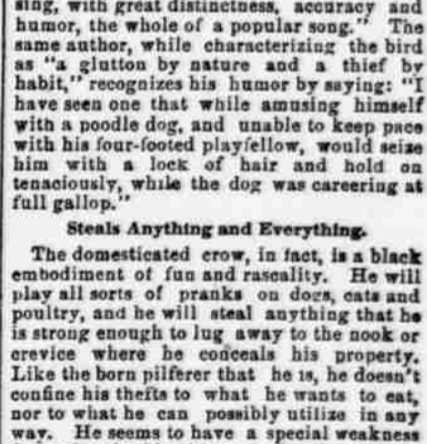 sing, with great distinctness, accuracy and
humor, the whole of a popular song." The
same author, while characterizing the bird
as "a glutton by nature and a thief by
habit," recognizes his humor by saying: "I
have seen one that while amusing himself
with a poodle dog, and unable to keep pace
with his four-footed playfellow, would seize
him with a lock of hair and hold on
tenaciously, while the dog was careering at
full gallop."
Steals Anything and Everything.
The domesticated crow, in fact, is a black
embodiment of fun and rascality. He will
play all sorts of pranks on dogs, cats and
poultry, and he will steal anything that he
is strong enough to lug away to the nook or
crevice where he conceals his property.
Like the born pilferer that he is, he doesn't
confine his thefts to what he wants to eat,
nor to what he can possibly utilize in any
way. He seems to have a special weakness